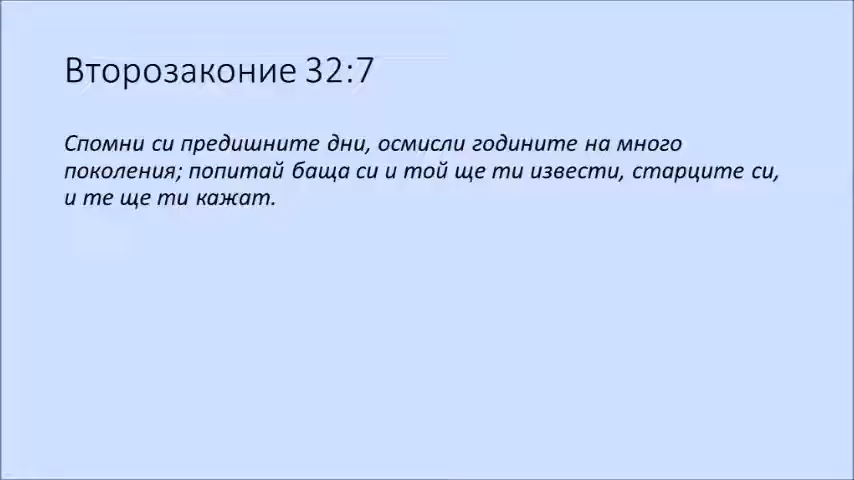 Второзаконие 32:7
Спомни си предишните дни, осмисли годините на много
поколения; попитай баща си и той ще ти извести, старците си,
и те ще ти кажат.